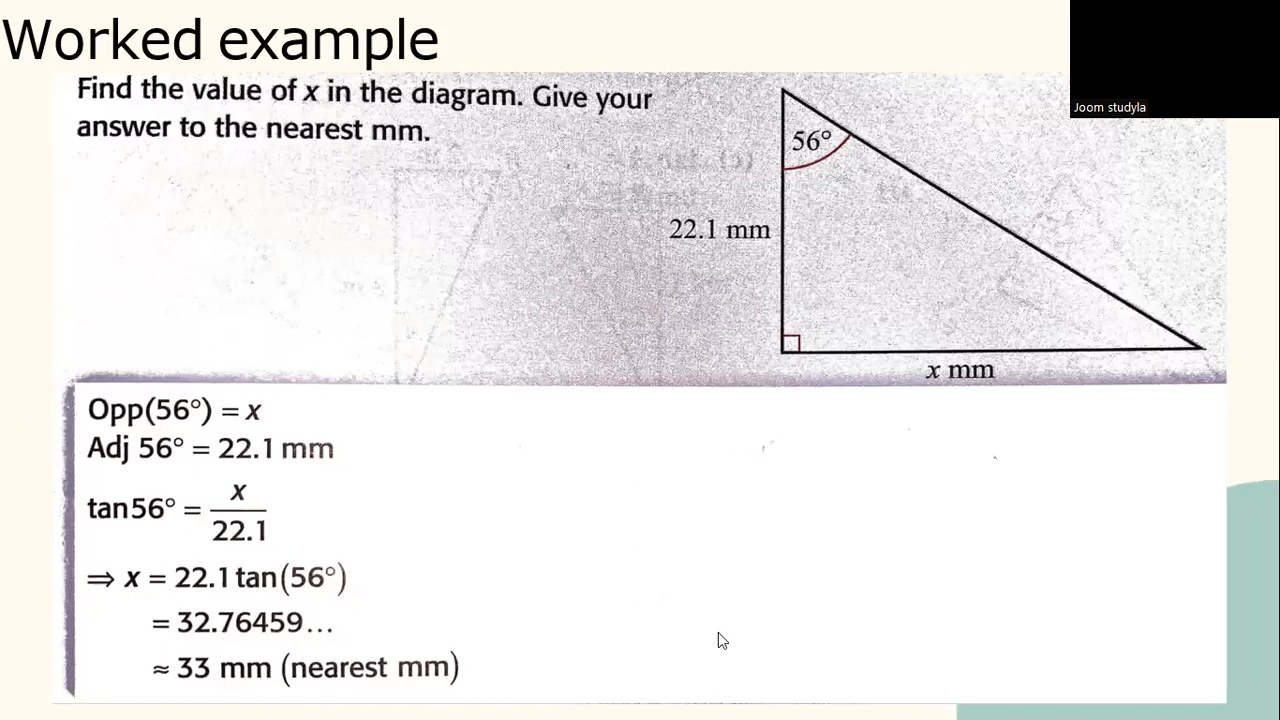 Worked example
Joom studyla
Find the value of x in the diagram. Give your
answer to the nearest mm.
56°
22.1 mm
x mm
Opp(56°) = x
Adj 56° = 22.1 mm
tan56° = x/22.1
⇒ x = 22.1 tan(56°)
= 32.76459...
≈ 33 mm (nearest mm)